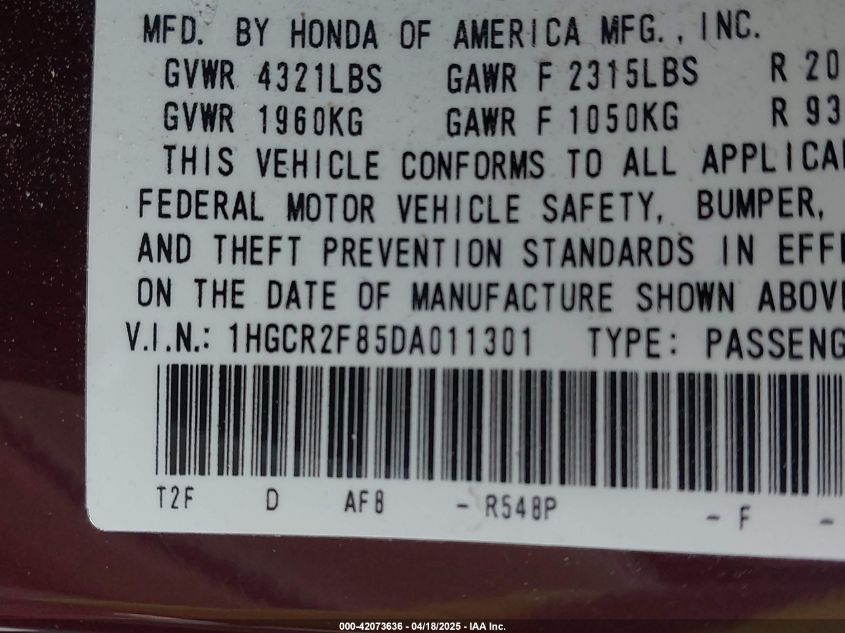 MFD. BY HONDA OF AMERICA MFG., INC.
GVWR 4321LBS GAWR F 2315LBS R 20
GVWR 1960KG GAWR F 1050KG R 93
THIS VEHICLE CONFORMS TO ALL APPLICA
FEDERAL MOTOR VEHICLE SAFETY, BUMPER,
AND THEFT PREVENTION STANDARDS IN EFFE
ON THE DATE OF MANUFACTURE SHOWN ABOVE
V.I.N.: 1HGCR2F85DA011301 TYPE: PASSENG
T2F D AF8 - R548P - F -
000-42073636 - 04/18/2025 - IAA Inc.